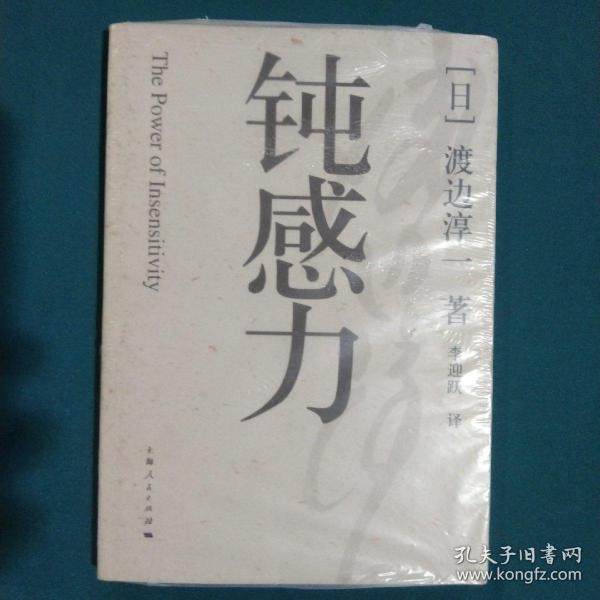 [日] 渡边淳一 著
李迎跃 译
钝感力
The Power of Insensitivity
上海人民出版社
孔夫子旧书网
www.kongfz.com